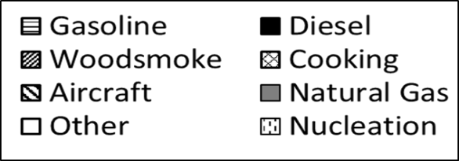 Gasoline Diesel
Woodsmoke Cooking
Aircraft Natural Gas
Other Nucleation